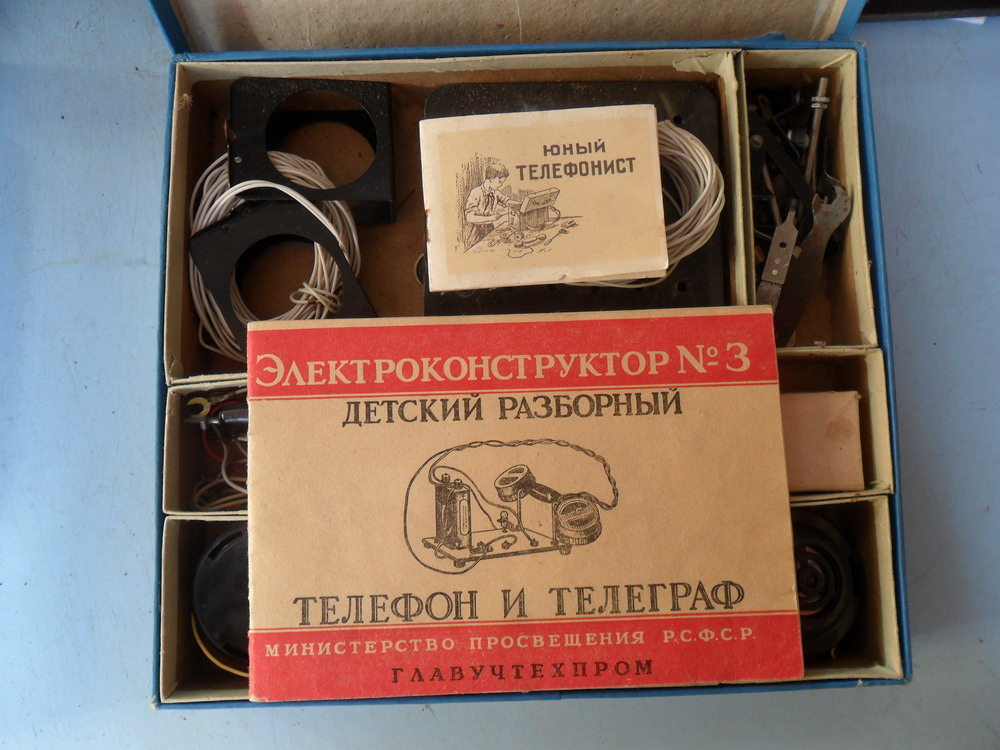 ЮНЫЙ
ТЕЛЕФОНИСТ
ЭЛЕКТРОКОНСТРУКТОР № 3
ДЕТСКИЙ РАЗБОРНЫЙ
ТЕЛЕФОН И ТЕЛЕГРАФ
МИНИСТЕРСТВО ПРОСВЕЩЕНИЯ Р.С.Ф.С.Р.
ГЛАВУЧТЕХПРОМ